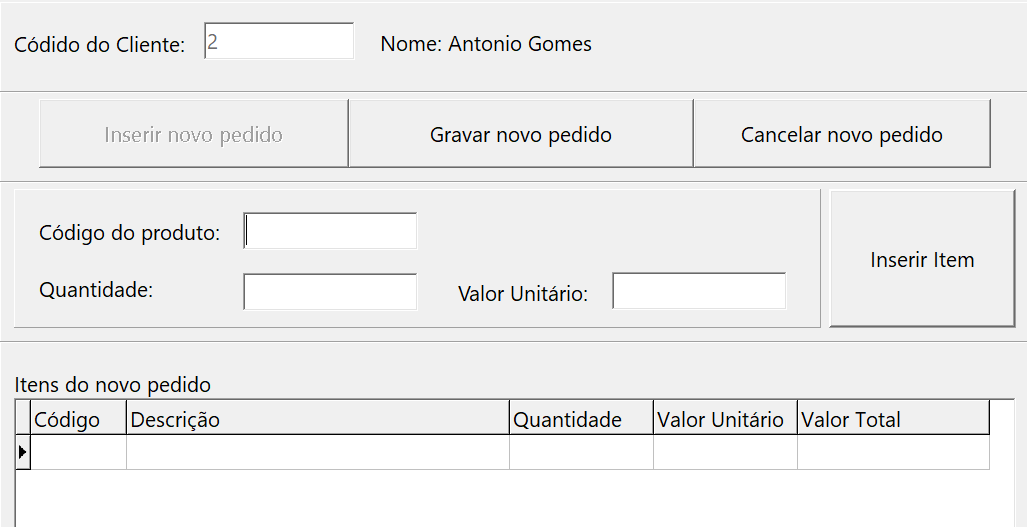 Códido do Cliente: 2 Nome: Antonio Gomes
Inserir novo pedido Gravar novo pedido Cancelar novo pedido
Código do produto:
Inserir Item
Quantidade: Valor Unitário:
Itens do novo pedido
Código Descrição Quantidade Valor Unitário Valor Total